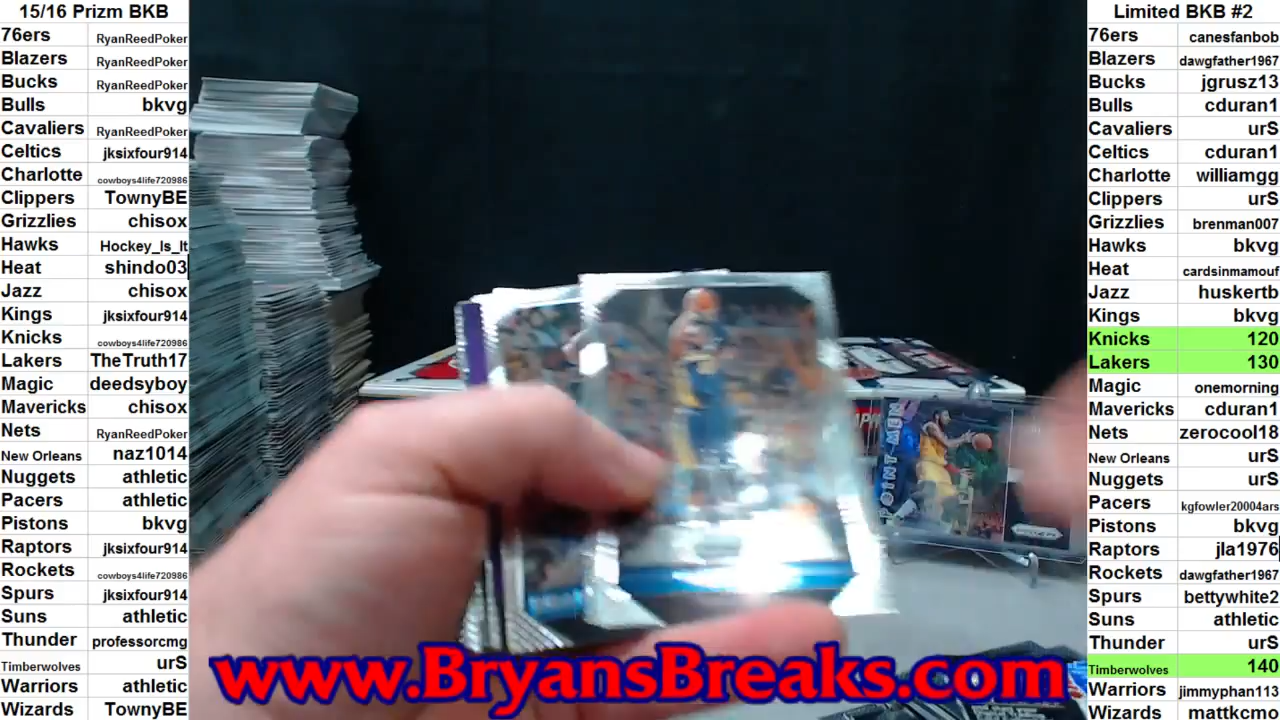 15/16 Prizm BKB
76ers RyanReedPoker
Blazers RyanReedPoker
Bucks RyanReedPoker
Bulls bkvg
Cavaliers RyanReedPoker
Celtics jksixfour914
Charlotte cowboys4life720986
Clippers TownyBE
Grizzlies chisox
Hawks Hockey_Is_It
Heat shindo03
Jazz chisox
Kings jksixfour914
Knicks cowboys4life720986
Lakers TheTruth17
Magic deedsyboy
Mavericks chisox
Nets RyanReedPoker
New Orleans naz1014
Nuggets athletic
Pacers athletic
Pistons bkvg
Raptors jksixfour914
Rockets cowboys4life720986
Spurs jksixfour914
Suns athletic
Thunder professorcmg
Timberwolves urS
Warriors athletic
Wizards TownyBE
POINT MEN
www.BryansBreaks.com
Limited BKB #2
76ers canesfanbob
Blazers dawgfather1967
Bucks jgrusz13
Bulls cduran1
Cavaliers urS
Celtics cduran1
Charlotte williamgg
Clippers urS
Grizzlies brenman007
Hawks bkvg
Heat cardsinmamouf
Jazz huskertb
Kings bkvg
Knicks 120
Lakers 130
Magic onemorning
Mavericks cduran1
Nets zerocool18
New Orleans urS
Nuggets urS
Pacers kgfowler20004ars
Pistons bkvg
Raptors jla1976
Rockets dawgfather1967
Spurs bettywhite2
Suns athletic
Thunder urS
Timberwolves 140
Warriors jimmyphan113
Wizards mattkcmo